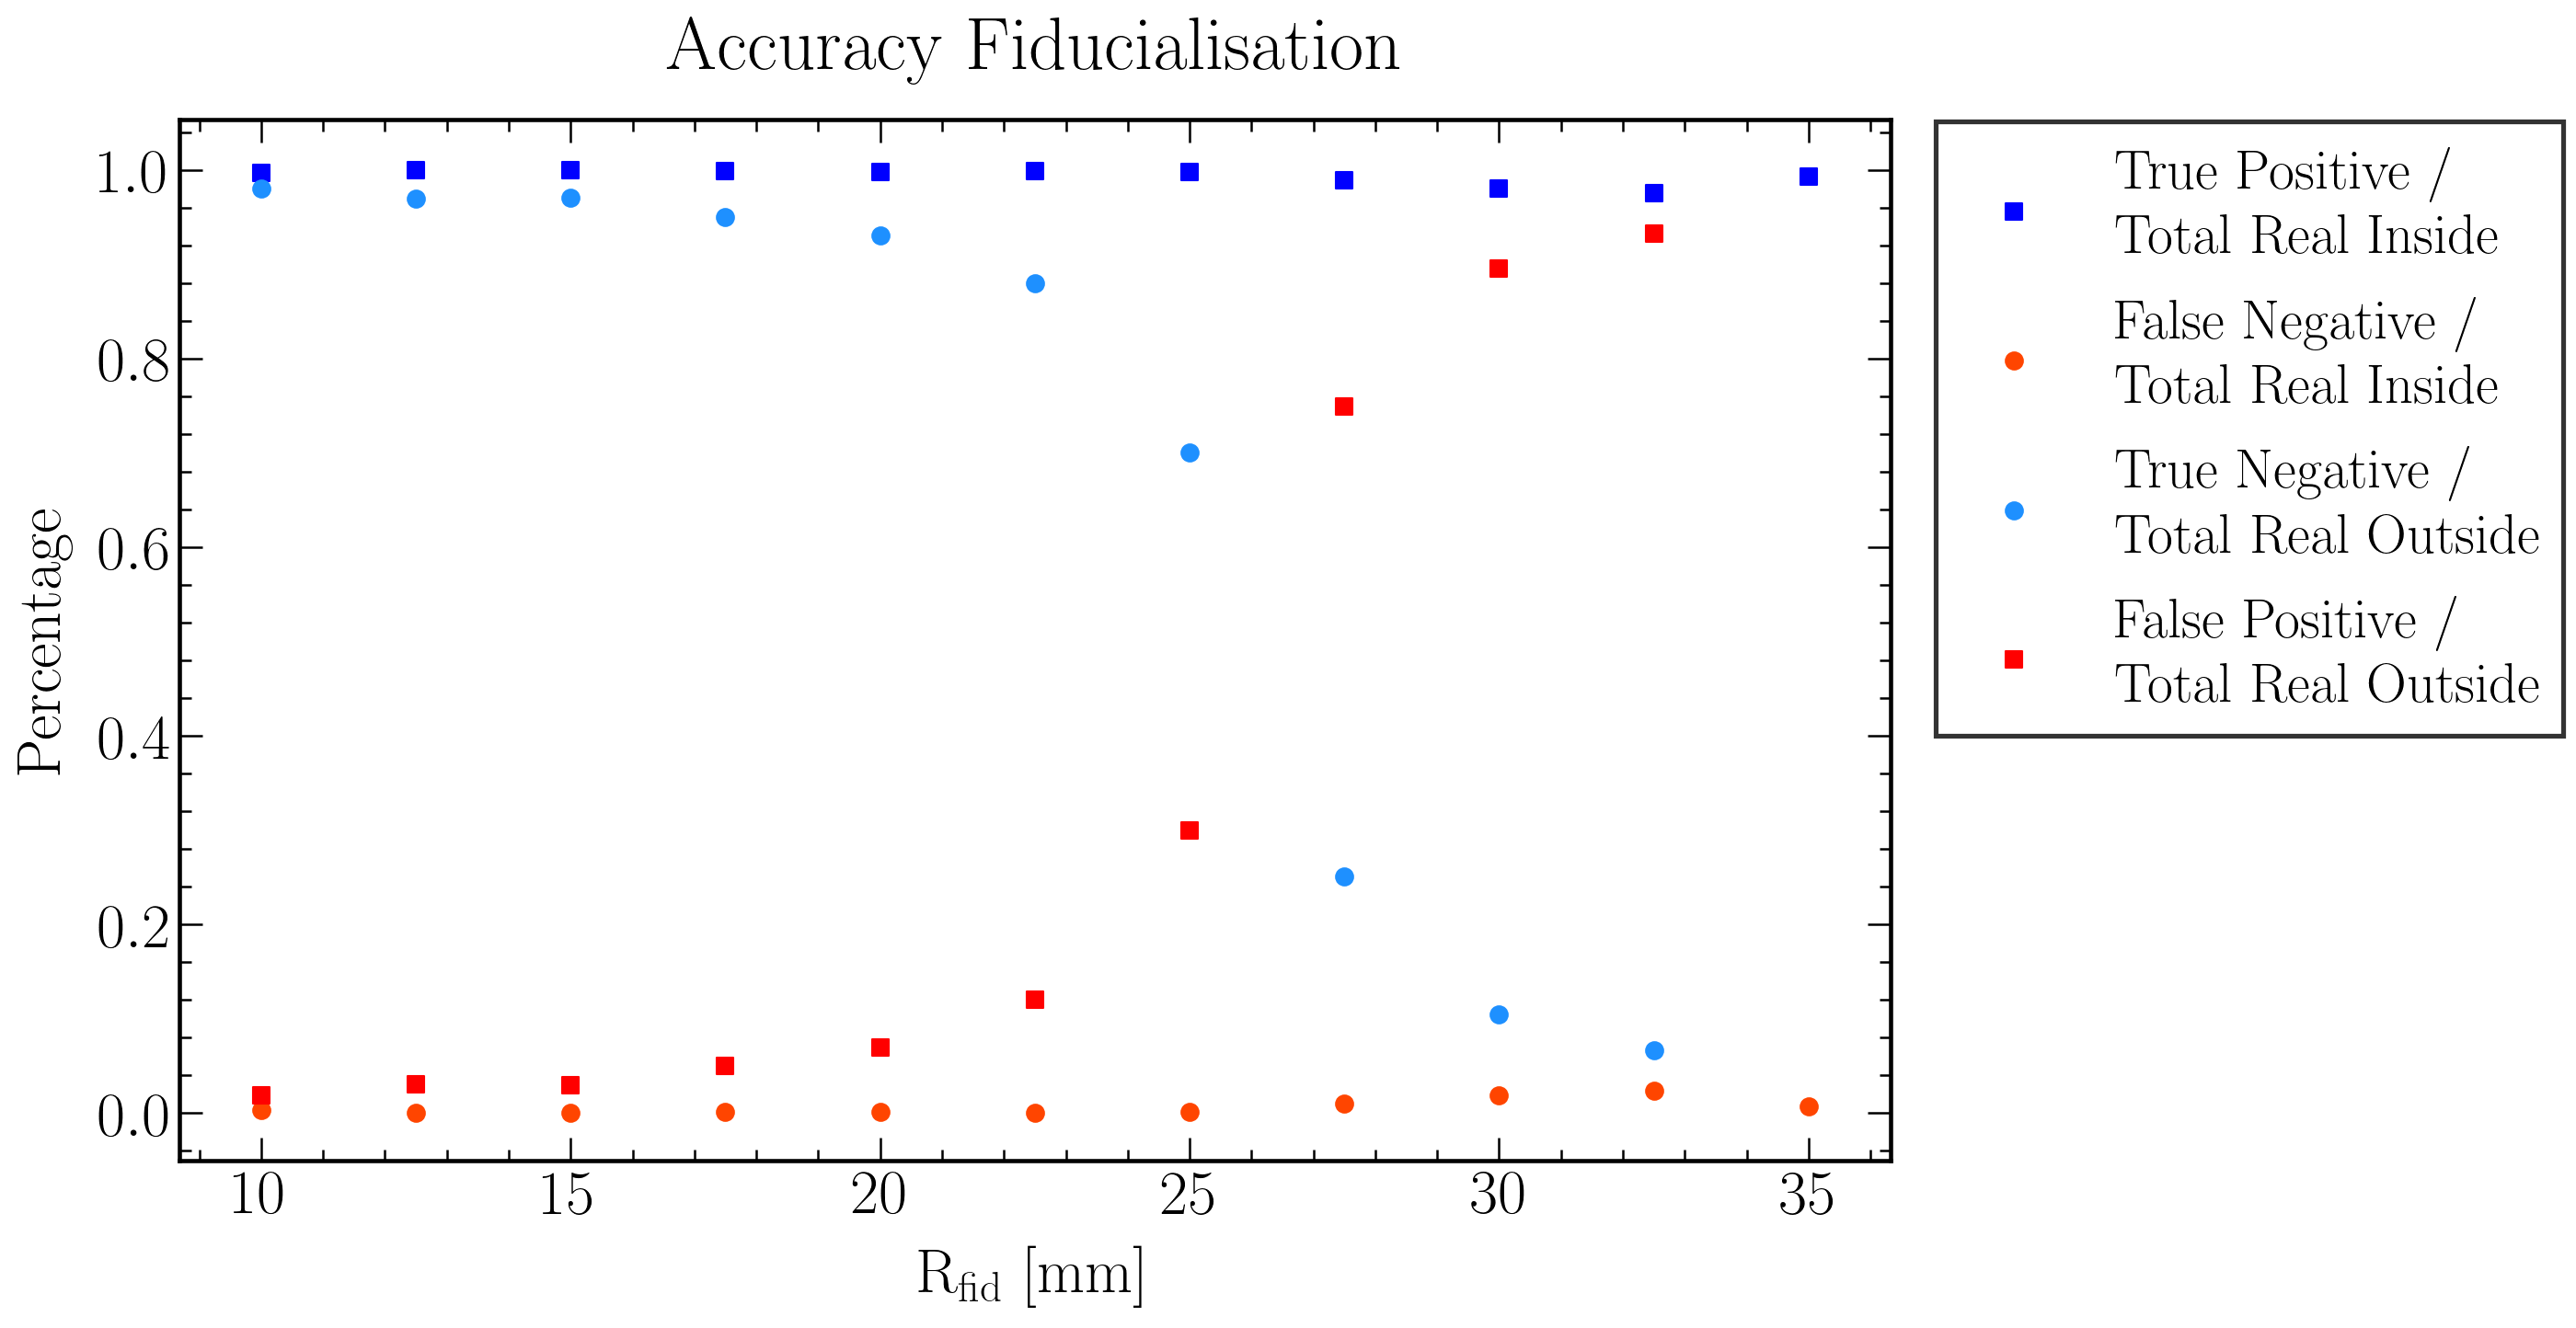 Accuracy Fiducialisation
Percentage
1.0
0.8
0.6
0.4
0.2
0.0
10 15 20 25 30 35
R_fid [mm]
True Positive /
Total Real Inside
False Negative /
Total Real Inside
True Negative /
Total Real Outside
False Positive /
Total Real Outside